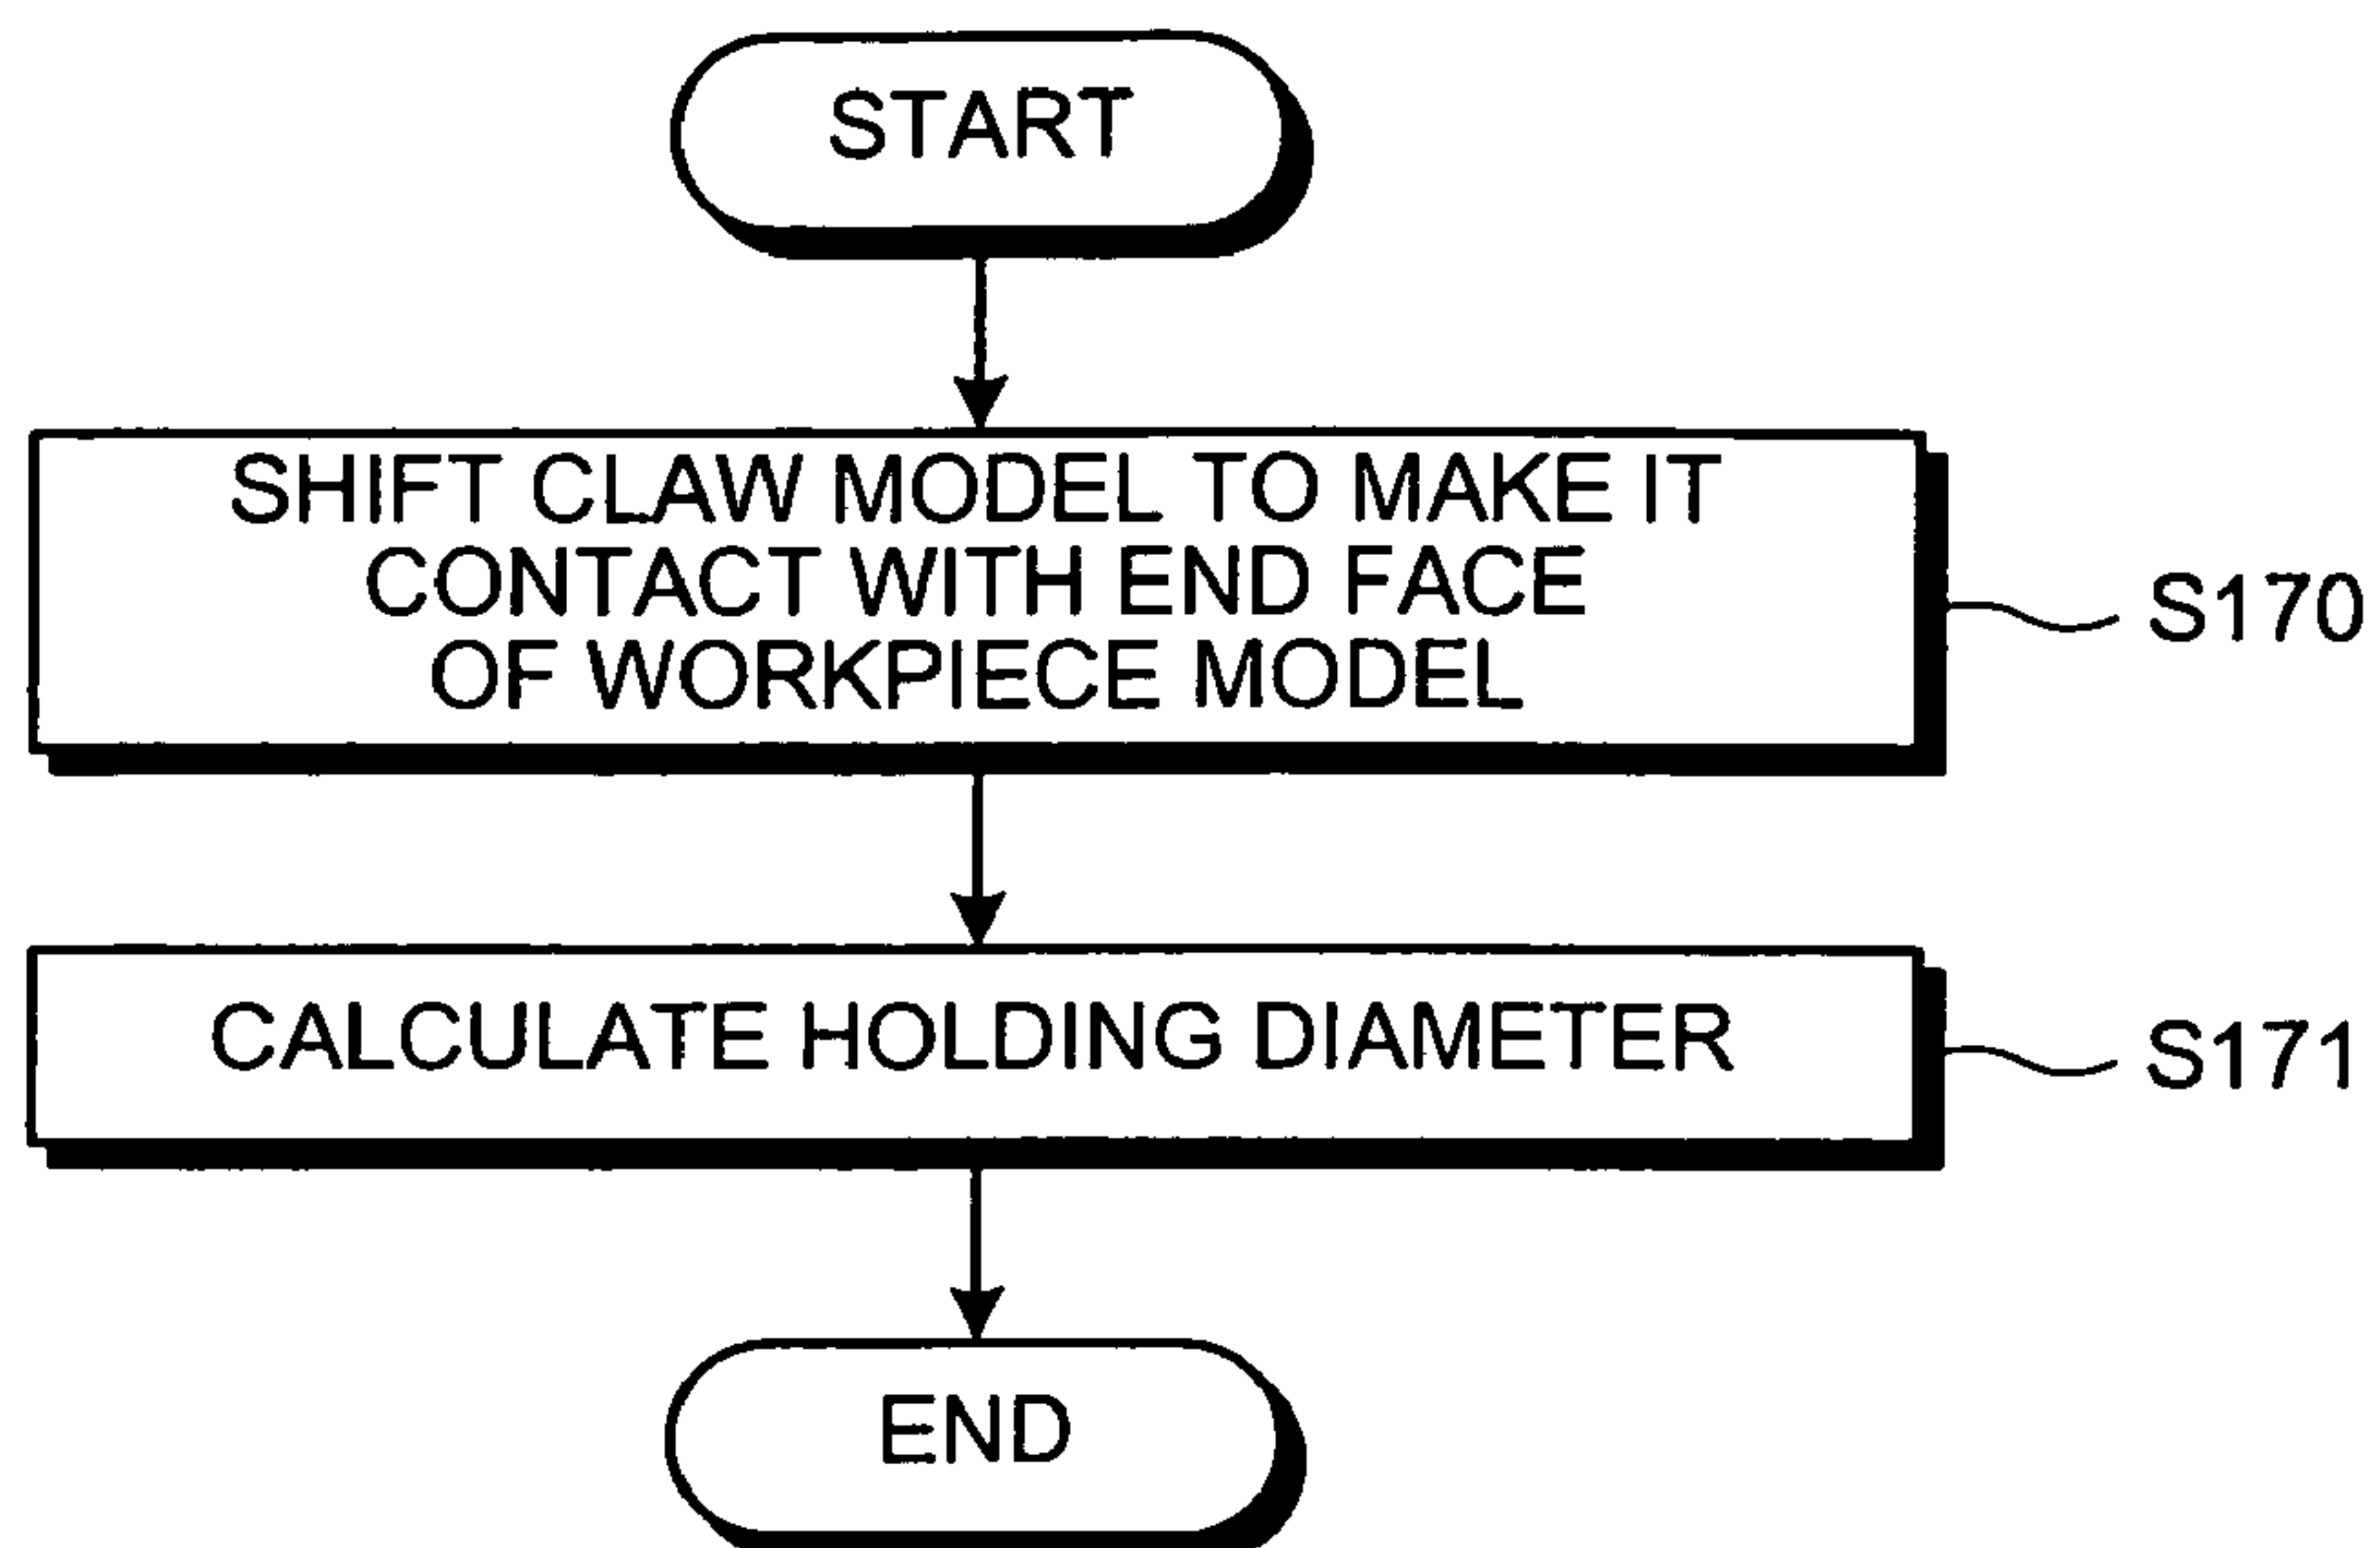 START
SHIFT CLAW MODEL TO MAKE IT
CONTACT WITH END FACE
OF WORKPIECE MODEL
S170
CALCULATE HOLDING DIAMETER
S171
END